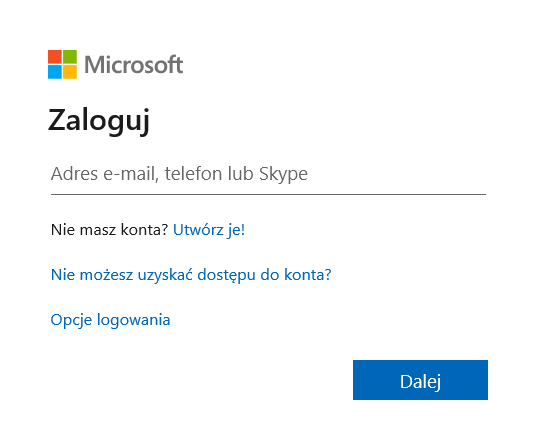 Microsoft
Zaloguj
Adres e-mail, telefon lub Skype
Nie masz konta? Utwórz je!
Nie możesz uzyskać dostępu do konta?
Opcje logowania
Dalej